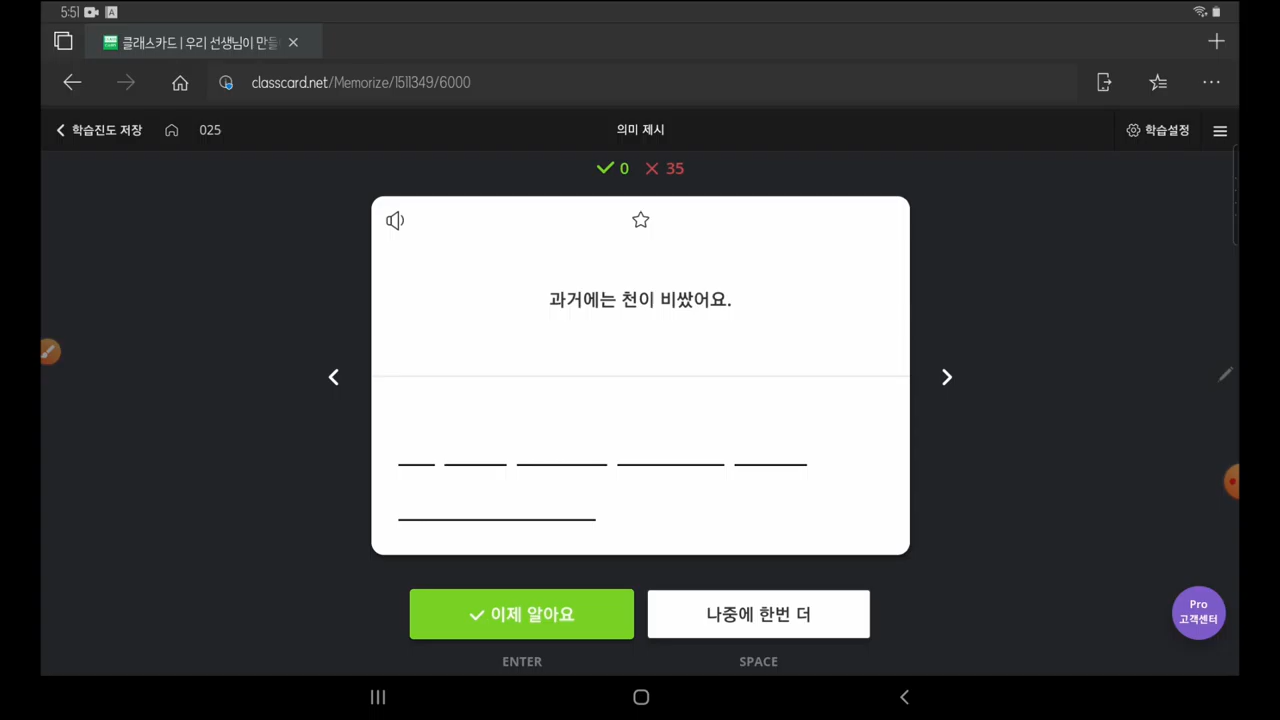 5:51 A
클래스카드 | 우리 선생님이 만들
classcard.net/Memorize/1511349/6000
학습진도 저장 025 의미 제시 학습설정
0 35
과거에는 천이 비쌌어요.
이제 알아요 나중에 한번 더
ENTER SPACE
Pro
고객센터